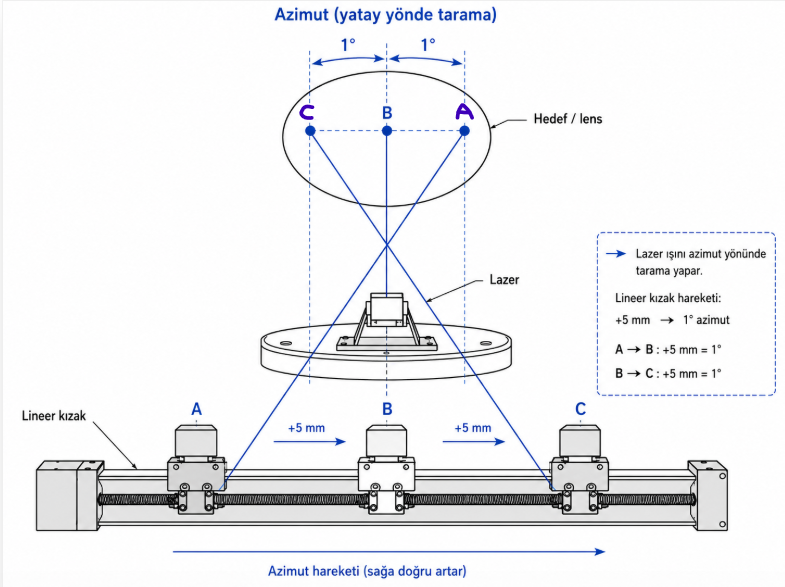 Azimut (yatay yönde tarama)
1° 1°
C B A
Hedef / lens
Lazer
Lazer ışını azimut yönünde
tarama yapar.
Lineer kızak hareketi:
+5 mm → 1° azimut
A → B : +5 mm = 1°
B → C : +5 mm = 1°
Lineer kızak
A B C
+5 mm +5 mm
Azimut hareketi (sağa doğru artar)